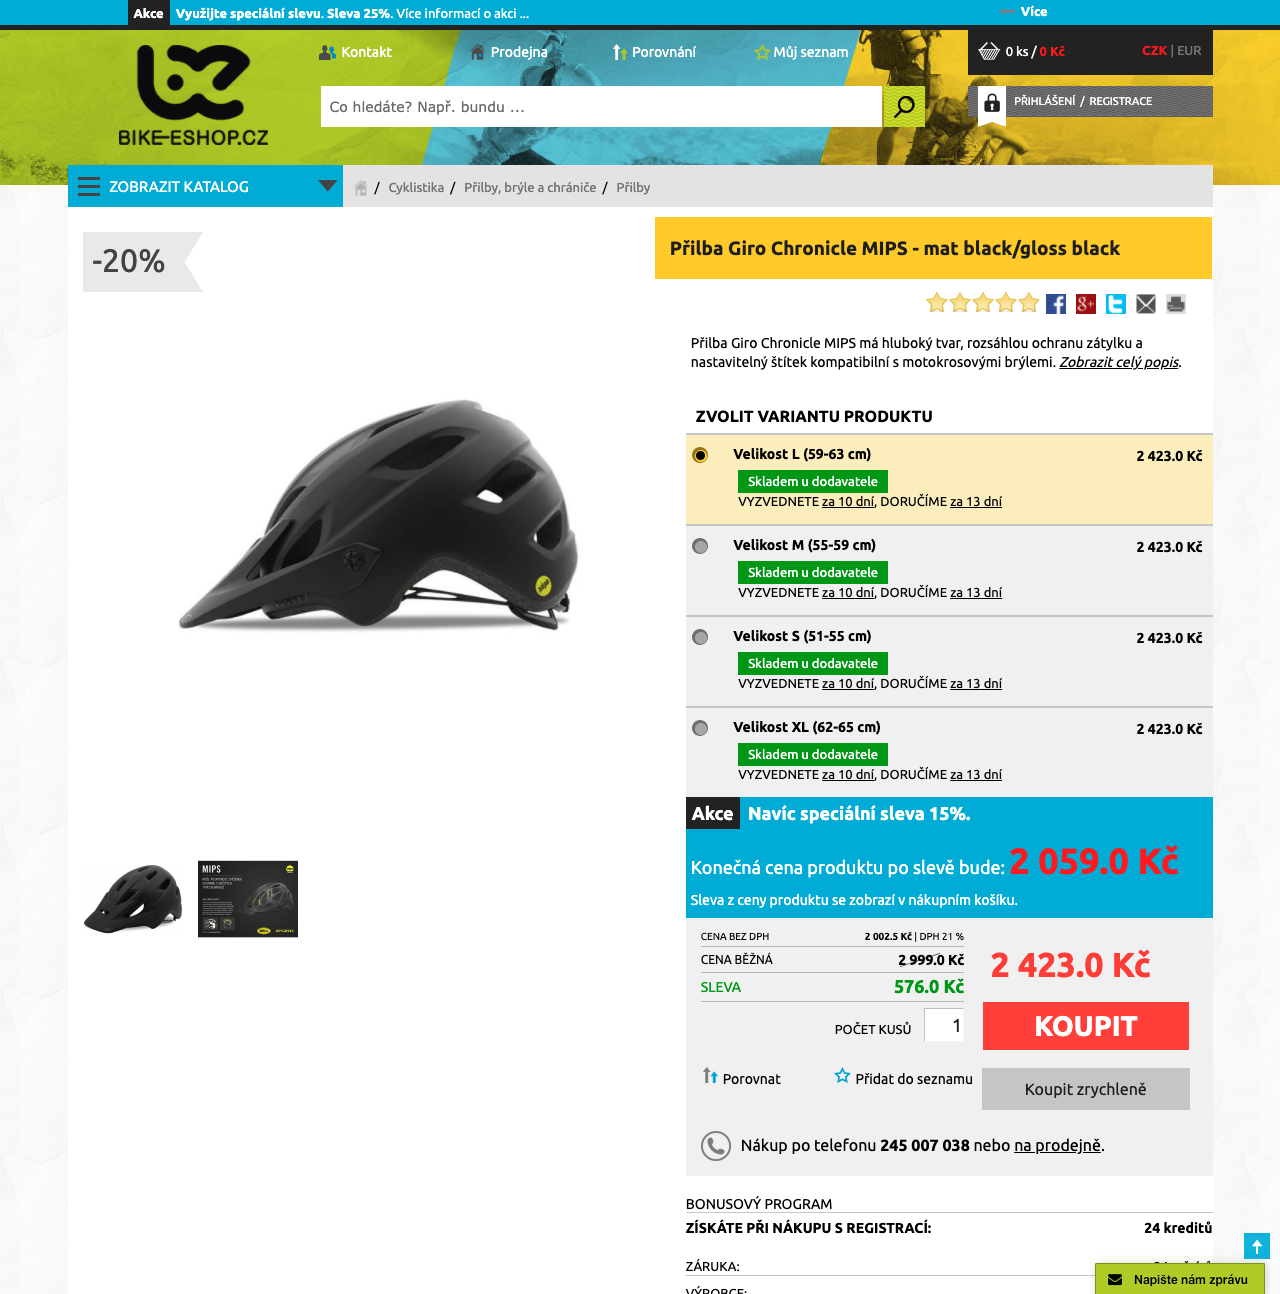 Akce Využijte speciální slevu. Sleva 25%. Více informací o akci ...
Více
Kontakt
Prodejna
Porovnání
Můj seznam
0 ks / 0 Kč
CZK | EUR
BIKE-ESHOP.CZ
Co hledáte? Např. bundu ...
PŘIHLÁŠENÍ / REGISTRACE
ZOBRAZIT KATALOG
/ Cyklistika / Přilby, brýle a chrániče / Přilby
-20%
Přilba Giro Chronicle MIPS - mat black/gloss black
Přilba Giro Chronicle MIPS má hluboký tvar, rozsáhlou ochranu zátylku a
nastavitelný štítek kompatibilní s motokrosovými brýlemi. Zobrazit celý popis.
ZVOLIT VARIANTU PRODUKTU
Velikost L (59-63 cm)
2 423.0 Kč
Skladem u dodavatele
VYZVEDNETE za 10 dní, DORUČÍME za 13 dní
Velikost M (55-59 cm)
2 423.0 Kč
Skladem u dodavatele
VYZVEDNETE za 10 dní, DORUČÍME za 13 dní
Velikost S (51-55 cm)
2 423.0 Kč
Skladem u dodavatele
VYZVEDNETE za 10 dní, DORUČÍME za 13 dní
Velikost XL (62-65 cm)
2 423.0 Kč
Skladem u dodavatele
VYZVEDNETE za 10 dní, DORUČÍME za 13 dní
Akce Navíc speciální sleva 15%.
Konečná cena produktu po slevě bude: 2 059.0 Kč
Sleva z ceny produktu se zobrazí v nákupním košíku.
MIPS
CENA BEZ DPH
2 002.5 Kč | DPH 21 %
CENA BĚŽNÁ
2 999.0 Kč
SLEVA
576.0 Kč
2 423.0 Kč
POČET KUSŮ
1
KOUPIT
Porovnat
Přidat do seznamu
Koupit zrychleně
Nákup po telefonu 245 007 038 nebo na prodejně.
BONUSOVÝ PROGRAM
ZÍSKÁTE PŘI NÁKUPU S REGISTRACÍ:
24 kreditů
ZÁRUKA:
VÝROBCE:
Napište nám zprávu